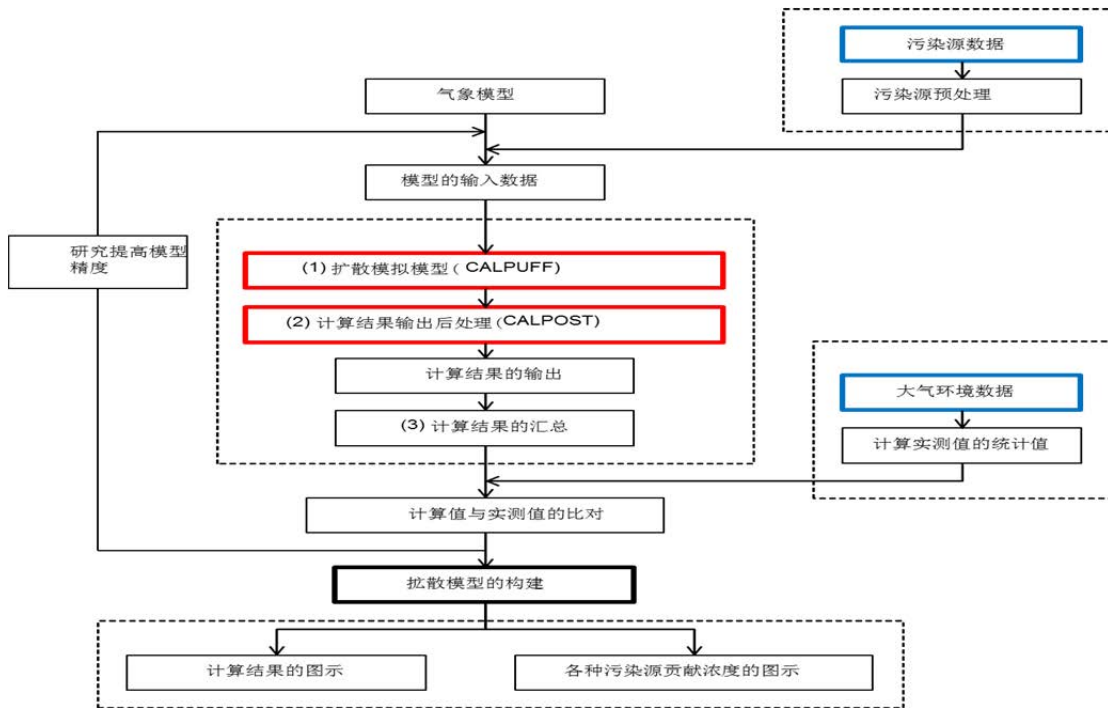 污染源数据
气象模型
污染源预处理
模型的输入数据
研究提高模型
精度
(1) 扩散模拟模型(CALPUFF)
(2) 计算结果输出后处理(CALPOST)
计算结果的输出
大气环境数据
(3) 计算结果的汇总
计算实测值的统计值
计算值与实测值的比对
扩散模型的构建
计算结果的图示
各种污染源贡献浓度的图示